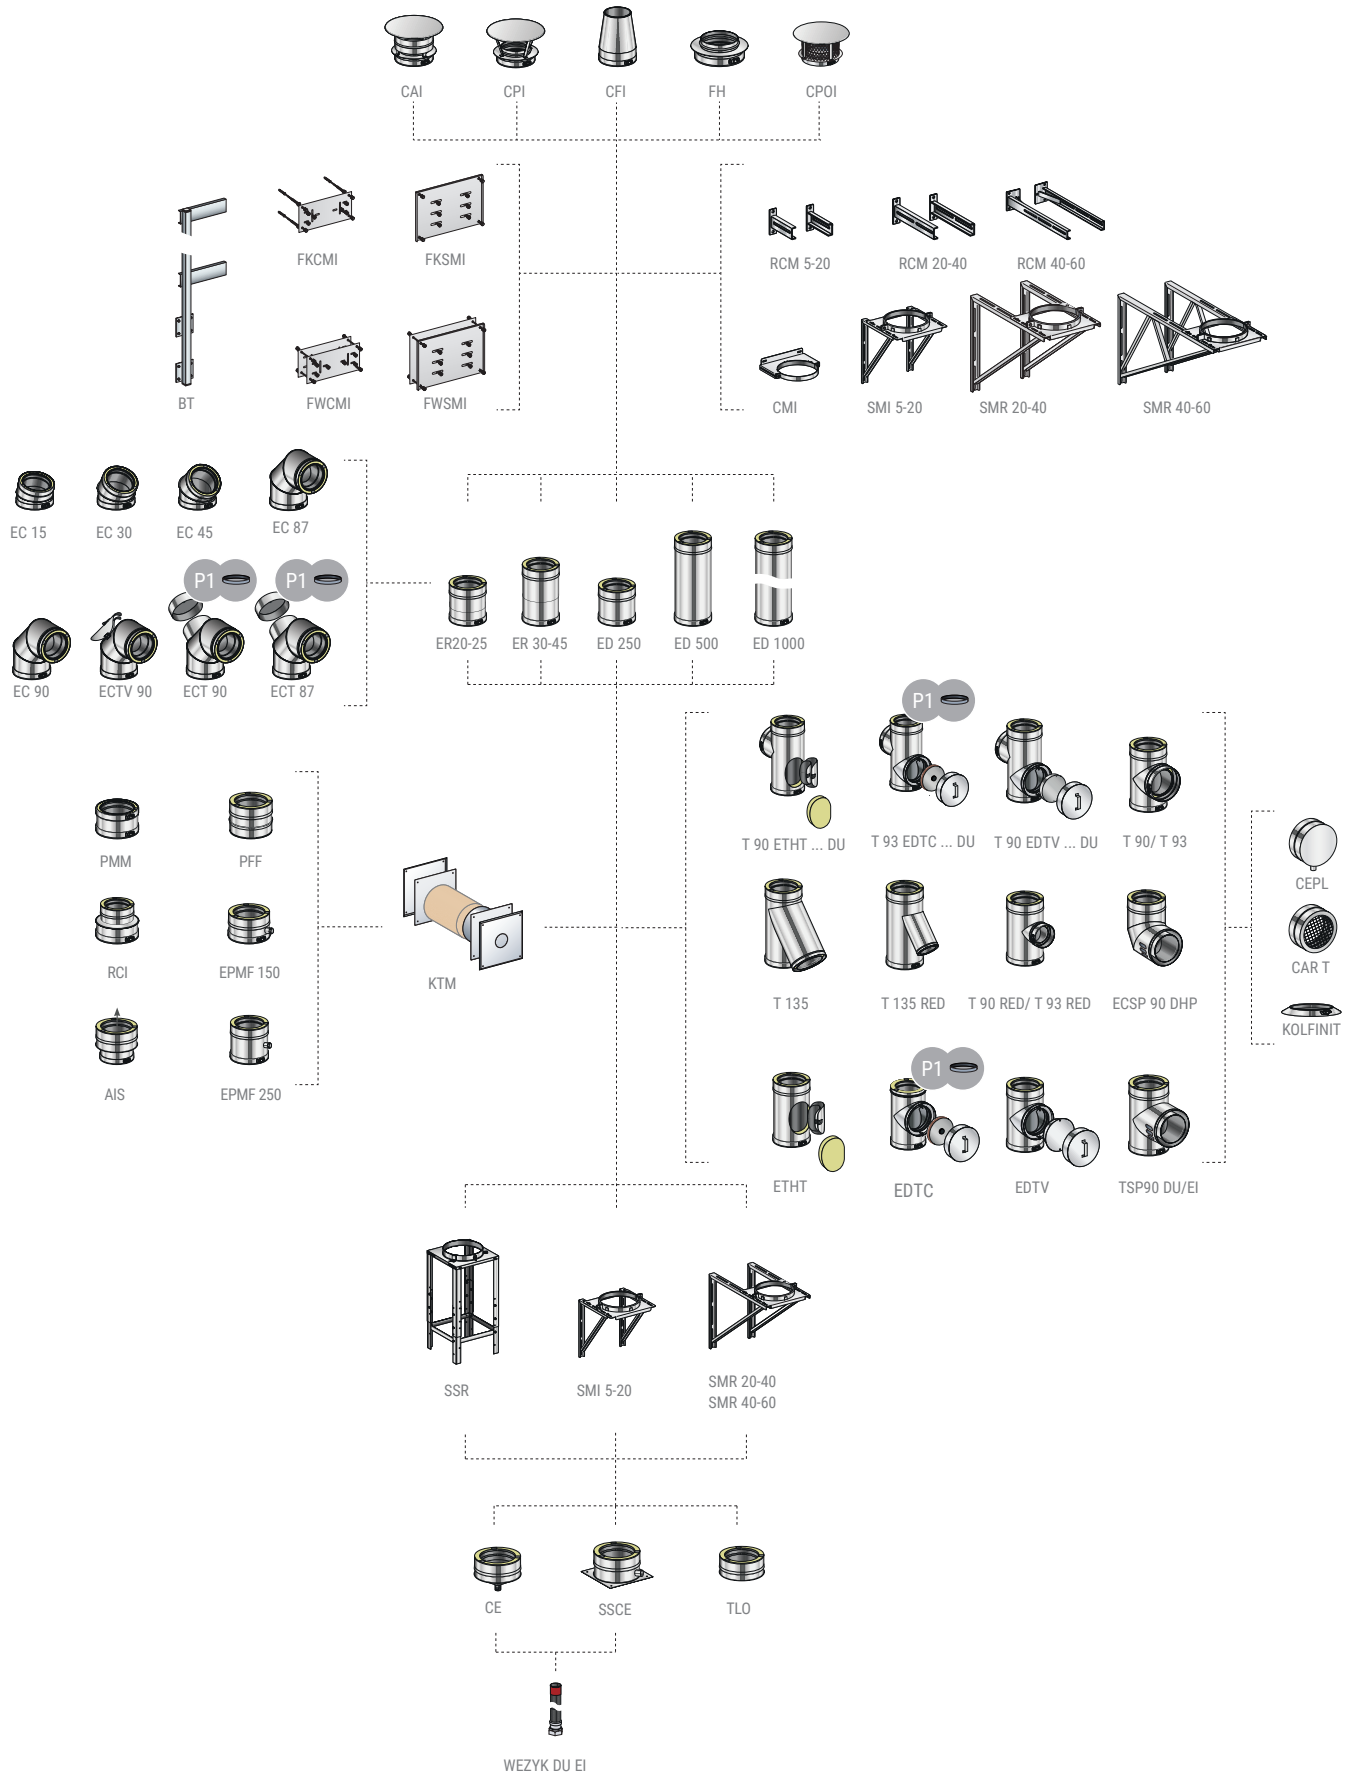 CAI
CPI
CFI
FH
CPOI
FKCMI
FKSMI
RCM 5-20
RCM 20-40
RCM 40-60
BT
FWCMI
FWSMI
CMI
SMI 5-20
SMR 20-40
SMR 40-60
EC 15
EC 30
EC 45
EC 87
P1
P1
EC 90
ECTV 90
ECT 90
ECT 87
ER20-25
ER 30-45
ED 250
ED 500
ED 1000
P1
T 90 ETHT ... DU
T 93 EDTC ... DU
T 90 EDTV ... DU
T 90/ T 93
PMM
PFF
CEPL
RCI
EPMF 150
KTM
T 135
T 135 RED
T 90 RED/ T 93 RED
ECSP 90 DHP
CAR T
KOLFINIT
AIS
EPMF 250
P1
ETHT
EDTC
EDTV
TSP90 DU/EI
SSR
SMI 5-20
SMR 20-40
SMR 40-60
CE
SSCE
TLO
WEZYK DU EI